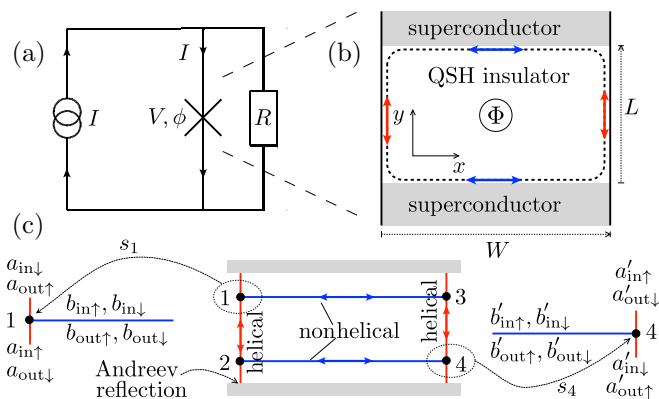 (a)
I
I
V, ϕ
R
(b)
superconductor
QSH insulator
Φ
y
x
L
superconductor
W
(c)
s₁
a_in↓
a_out↑
1
b_in↑, b_in↓
b_out↑, b_out↓
a_in↑
a_out↓
Andreev
reflection
1
2
helical
nonhelical
helical
3
4
s₄
b′_in↑, b′_in↓
b′_out↑, b′_out↓
a′_in↑
a′_out↓
4
a′_in↓
a′_out↑